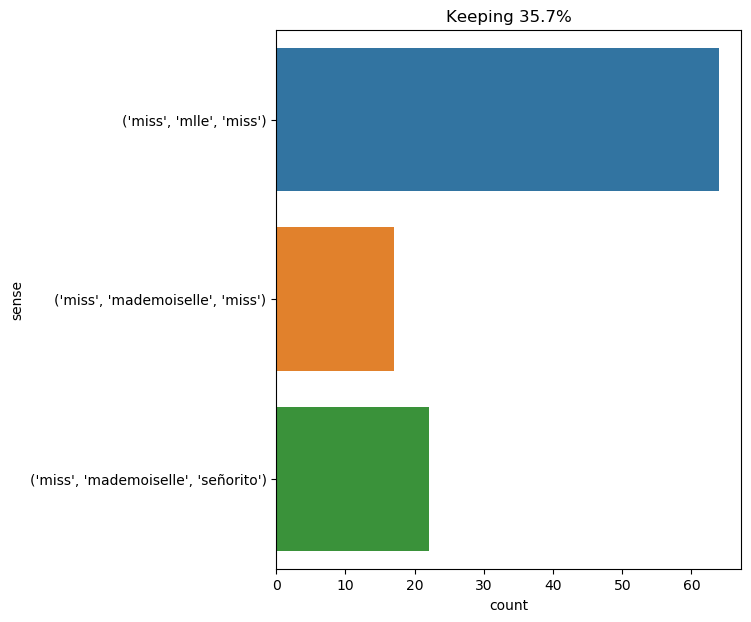 Keeping 35.7%
('miss', 'mlle', 'miss')
('miss', 'mademoiselle', 'miss')
('miss', 'mademoiselle', 'señorito')
sense
0 10 20 30 40 50 60
count